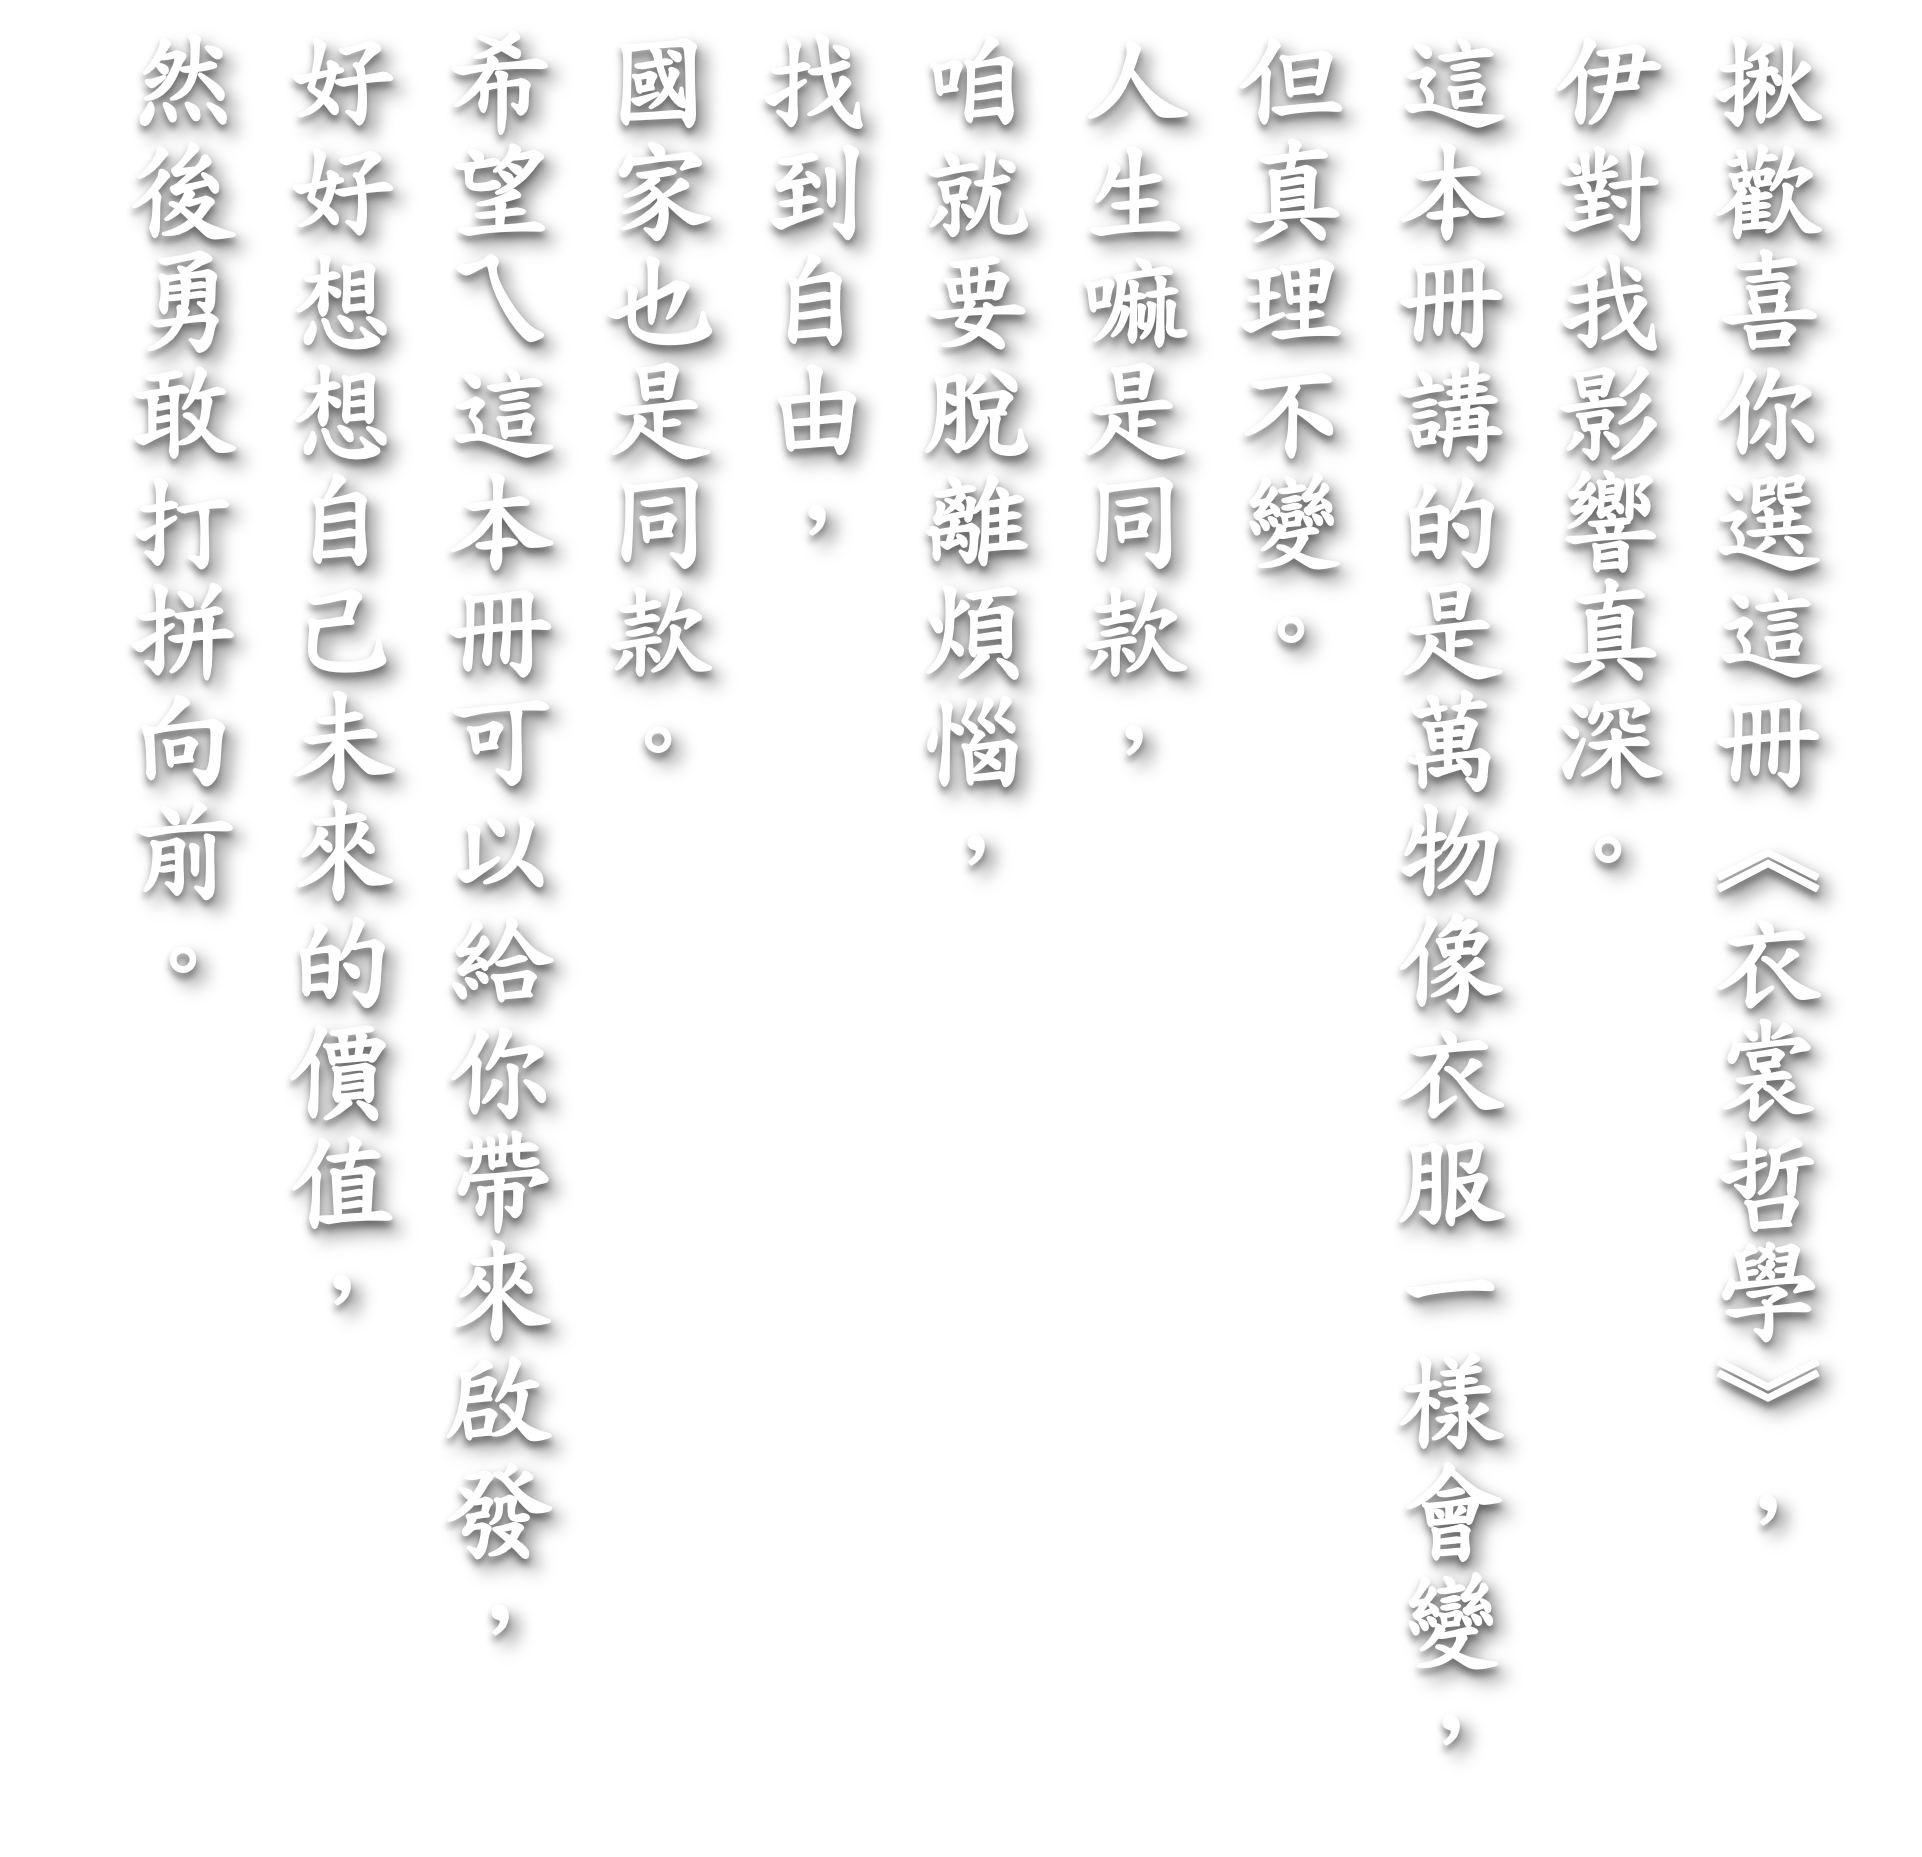 揪歡喜你選這冊《衣裳哲學》，
伊對我影響真深。
這本冊講的是萬物像衣服一樣會變，
但真理不變。
人生嘛是同款，
咱就要脫離煩惱，
找到自由，
國家也是同款。
希望乀這本冊可以給你帶來啟發，
好好想想自己未來的價值，
然後勇敢打拼向前。